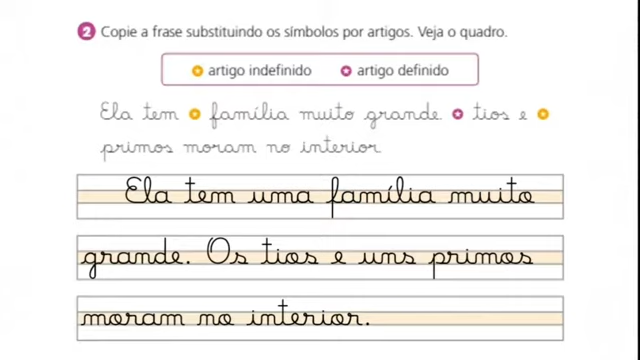 2 Copie a frase substituindo os símbolos por artigos. Veja o quadro.
artigo indefinido artigo definido
Ela tem família muito grande. tios e
primos moram no interior.
Ela tem uma família muito
grande. Os tios e uns primos
moram no interior.